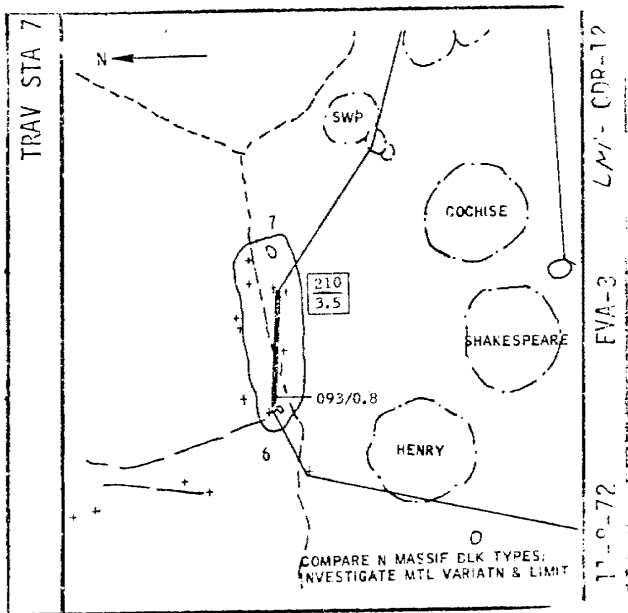 TRAV STA 7
N
SWP
COCHISE
7
210
3.5
SHAKESPEARE
093/0.8
HENRY
6
COMPARE N MASSIF BLK TYPES;
INVESTIGATE MTL VARIATN & LIMIT
EVA-3
CDR-12